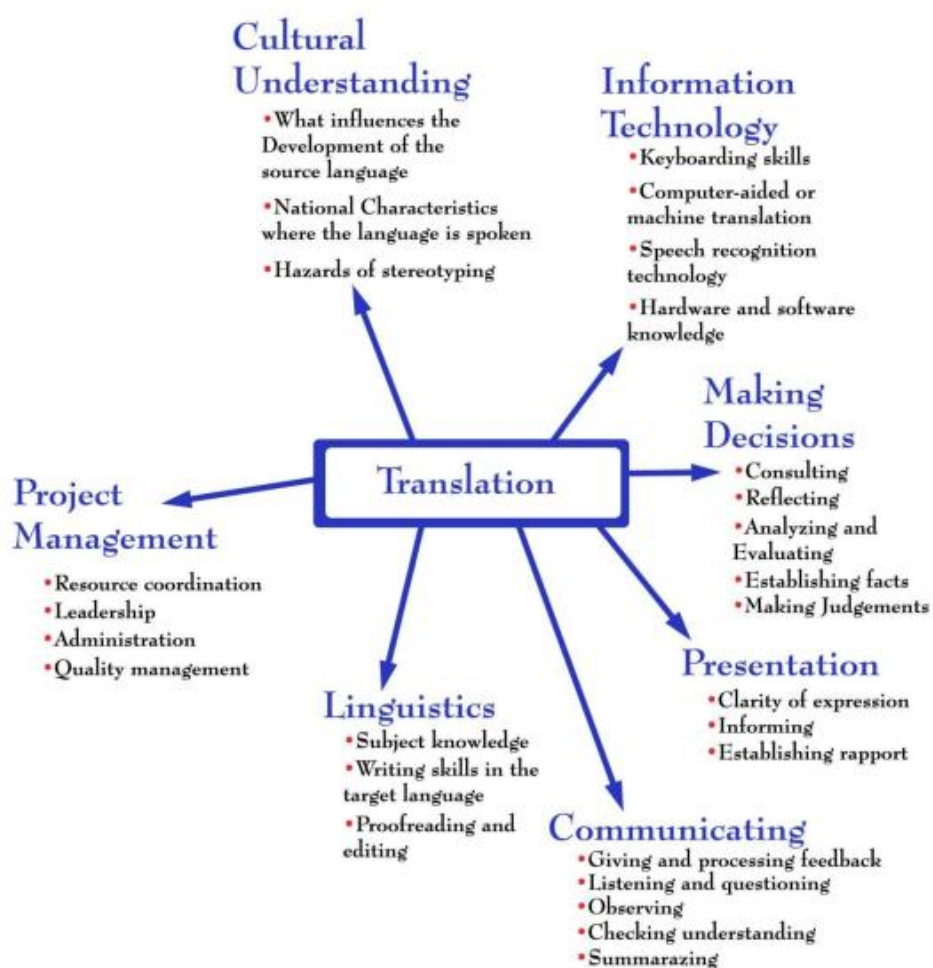 Cultural
Understanding
•What influences the
Development of the
source language
•National Characteristics
where the language is spoken
•Hazards of stereotyping
Information
Technology
•Keyboarding skills
•Computer-aided or
machine translation
•Speech recognition
technology
•Hardware and software
knowledge
Making
Decisions
•Consulting
•Reflecting
•Analyzing and
Evaluating
•Establishing facts
•Making Judgements
Translation
Project
Management
•Resource coordination
•Leadership
•Administration
•Quality management
Presentation
•Clarity of expression
•Informing
•Establishing rapport
Linguistics
•Subject knowledge
•Writing skills in the
target language
•Proofreading and
editing
Communicating
•Giving and processing feedback
•Listening and questioning
•Observing
•Checking understanding
•Summarazing